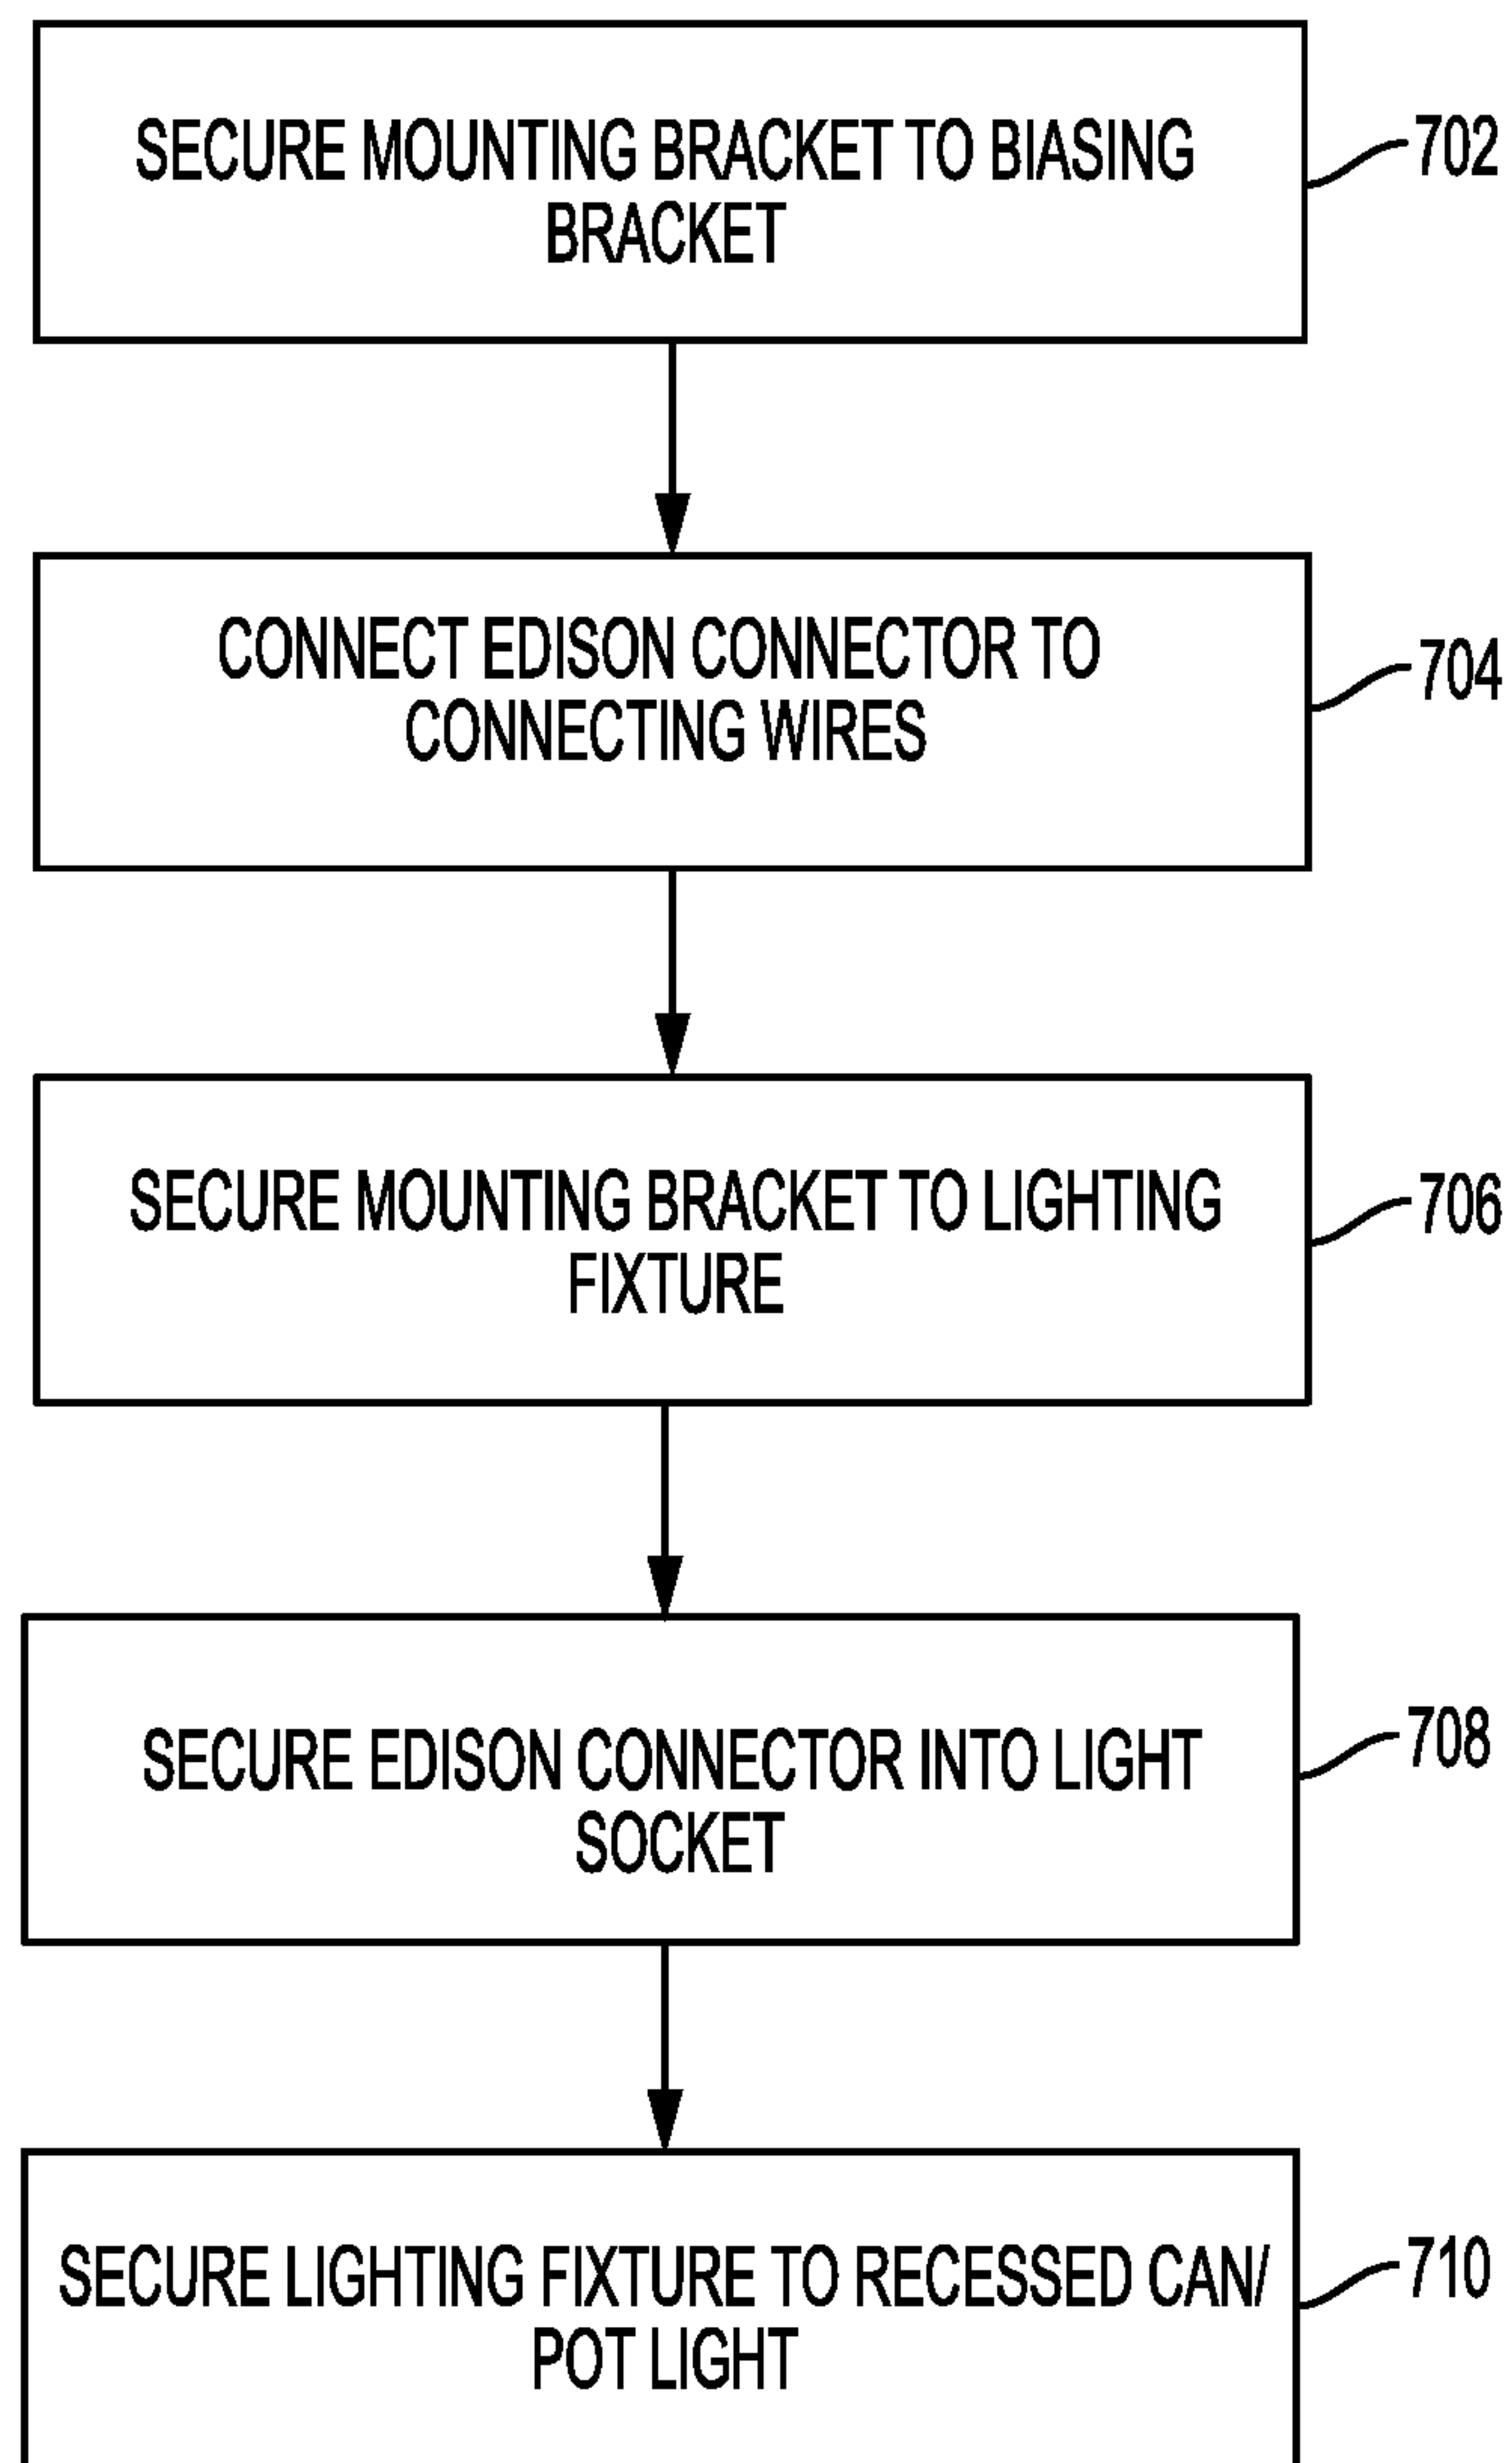 SECURE MOUNTING BRACKET TO BIASING
BRACKET
702
CONNECT EDISON CONNECTOR TO
CONNECTING WIRES
704
SECURE MOUNTING BRACKET TO LIGHTING
FIXTURE
706
SECURE EDISON CONNECTOR INTO LIGHT
SOCKET
708
SECURE LIGHTING FIXTURE TO RECESSED CAN/
POT LIGHT
710